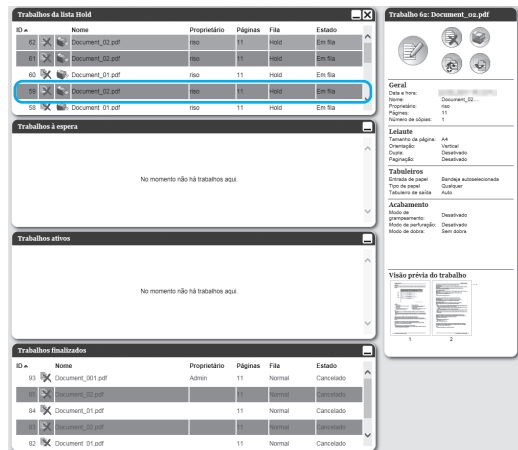 Trabalhos da lista Hold
ID Nome Proprietário Páginas Fila Estado
62 Document_02.pdf riso 11 Hold Em fila
61 Document_02.pdf riso 11 Hold Em fila
60 Document_01.pdf riso 11 Hold Em fila
59 Document_02.pdf riso 11 Hold Em fila
58 Document_01.pdf riso 11 Hold Em fila
Trabalhos à espera
No momento não há trabalhos aqui.
Trabalhos ativos
No momento não há trabalhos aqui.
Trabalhos finalizados
ID Nome Proprietário Páginas Fila Estado
93 Document_001.pdf Admin 11 Normal Cancelado
Document_02.pdf 11 Normal Cancelado
84 Document_01.pdf 11 Normal Cancelado
83 Document_02.pdf 11 Normal Cancelado
82 Document_01.pdf 11 Normal Cancelado
Trabalho 62: Document_02.pdf
Geral
Data e hora:
Nome: Document_02....
Proprietário: riso
Páginas: 11
Número de cópias: 1
Leiaute
Tamanho da página: A4
Orientação: Vertical
Dupla: Desativado
Paginação: Desativado
Tabuleiros
Entrada de papel Bandeja autoselecionada
Tipo de papel Qualquer
Tabuleiro de saída Auto
Acabamento
Modo de grampeamento: Desativado
Modo de perfuração: Desativado
Modo de dobra: Sem dobra
Visão prévia do trabalho
1 2